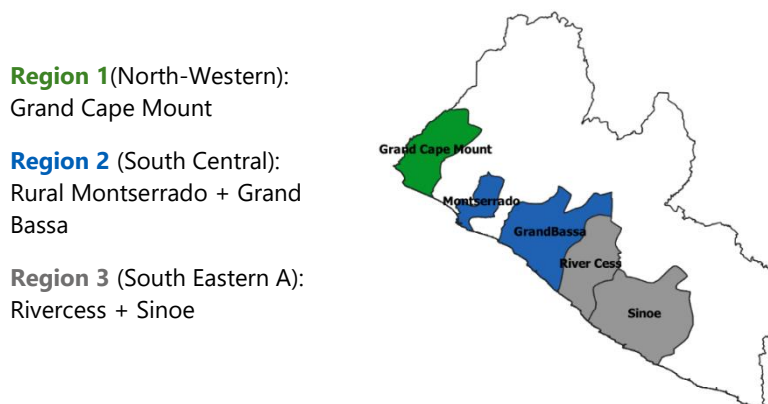 Region 1(North-Western):
Grand Cape Mount
Region 2 (South Central):
Rural Montserrado + Grand
Bassa
Region 3 (South Eastern A):
Rivercess + Sinoe
Grand Cape Mount
Montserrado
GrandBassa
River Cess
Sinoe